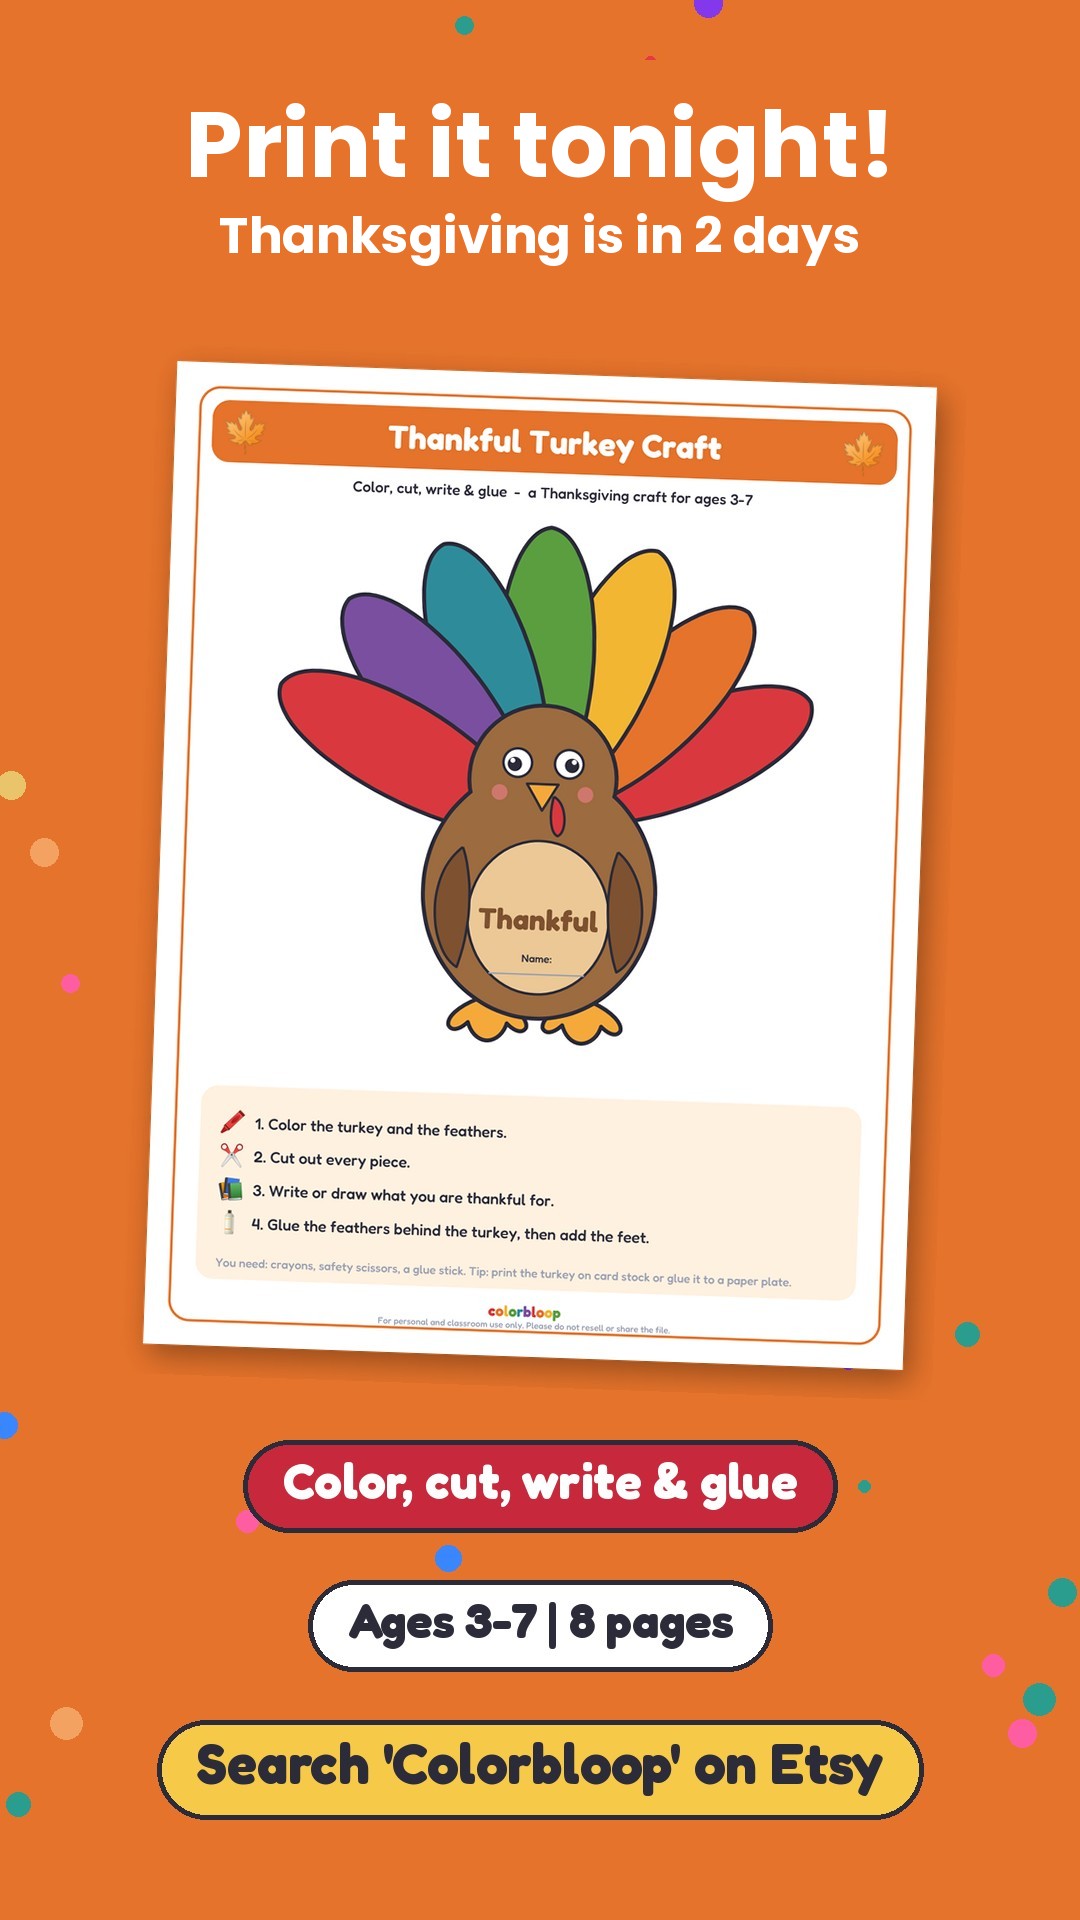 Print it tonight!
Thanksgiving is in 2 days
Thankful Turkey Craft
Color, cut, write & glue - a Thanksgiving craft for ages 3-7
Thankful
Name:
1. Color the turkey and the feathers.
2. Cut out every piece.
3. Write or draw what you are thankful for.
4. Glue the feathers behind the turkey, then add the feet.
You need: crayons, safety scissors, a glue stick. Tip: print the turkey on card stock or glue it to a paper plate.
colorbloop
For personal and classroom use only. Please do not resell or share the file.
Color, cut, write & glue
Ages 3-7 | 8 pages
Search 'Colorbloop' on Etsy